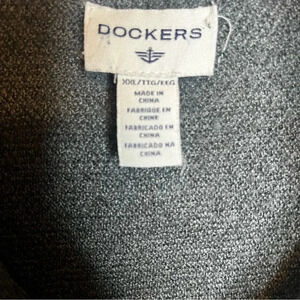 DOCKERS
XXL/TTG/EEG
MADE IN
CHINA
FABRIQUE EN
CHINE
FABRICADO EN
CHINA
FABRICADO NA
CHINA